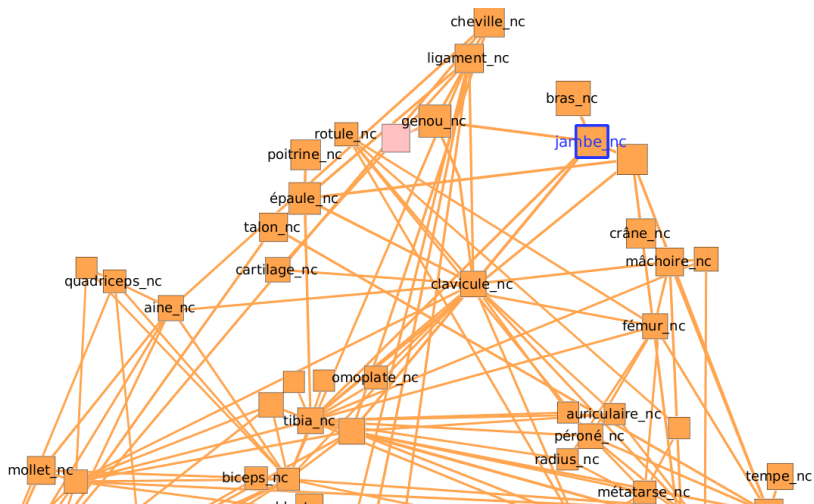 cheville_nc
ligament_nc
bras_nc
genou_nc
rotule_nc
jambe_nc
poitrine_nc
épaule_nc
talon_nc
crâne_nc
mâchoire_nc
cartilage_nc
quadriceps_nc
clavicule_nc
aine_nc
fémur_nc
omoplate_nc
auriculaire_nc
tibia_nc
péroné_nc
radius_nc
mollet_nc
biceps_nc
tempe_nc
métatarse_nc